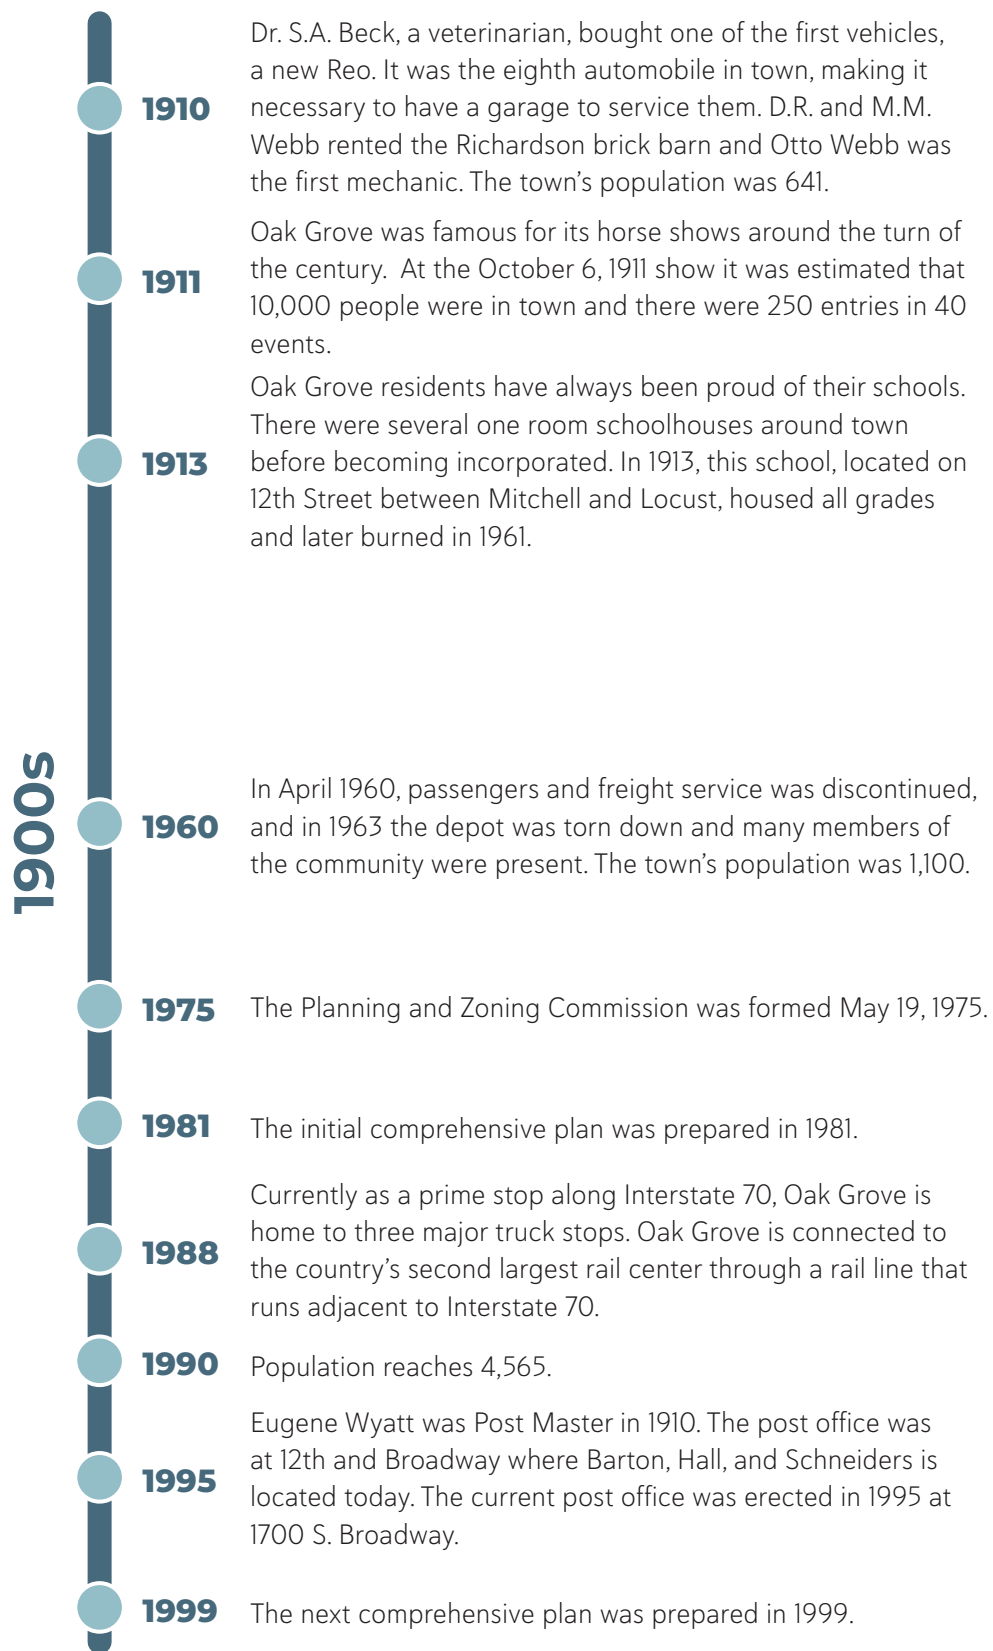 1900s
1910
Dr. S.A. Beck, a veterinarian, bought one of the first vehicles,
a new Reo. It was the eighth automobile in town, making it
necessary to have a garage to service them. D.R. and M.M.
Webb rented the Richardson brick barn and Otto Webb was
the first mechanic. The town's population was 641.
1911
Oak Grove was famous for its horse shows around the turn of
the century.  At the October 6, 1911 show it was estimated that
10,000 people were in town and there were 250 entries in 40
events.
1913
Oak Grove residents have always been proud of their schools.
There were several one room schoolhouses around town
before becoming incorporated. In 1913, this school, located on
12th Street between Mitchell and Locust, housed all grades
and later burned in 1961.
1960
In April 1960, passengers and freight service was discontinued,
and in 1963 the depot was torn down and many members of
the community were present. The town's population was 1,100.
1975
The Planning and Zoning Commission was formed May 19, 1975.
1981
The initial comprehensive plan was prepared in 1981.
1988
Currently as a prime stop along Interstate 70, Oak Grove is
home to three major truck stops. Oak Grove is connected to
the country's second largest rail center through a rail line that
runs adjacent to Interstate 70.
1990
Population reaches 4,565.
1995
Eugene Wyatt was Post Master in 1910. The post office was
at 12th and Broadway where Barton, Hall, and Schneiders is
located today. The current post office was erected in 1995 at
1700 S. Broadway.
1999
The next comprehensive plan was prepared in 1999.